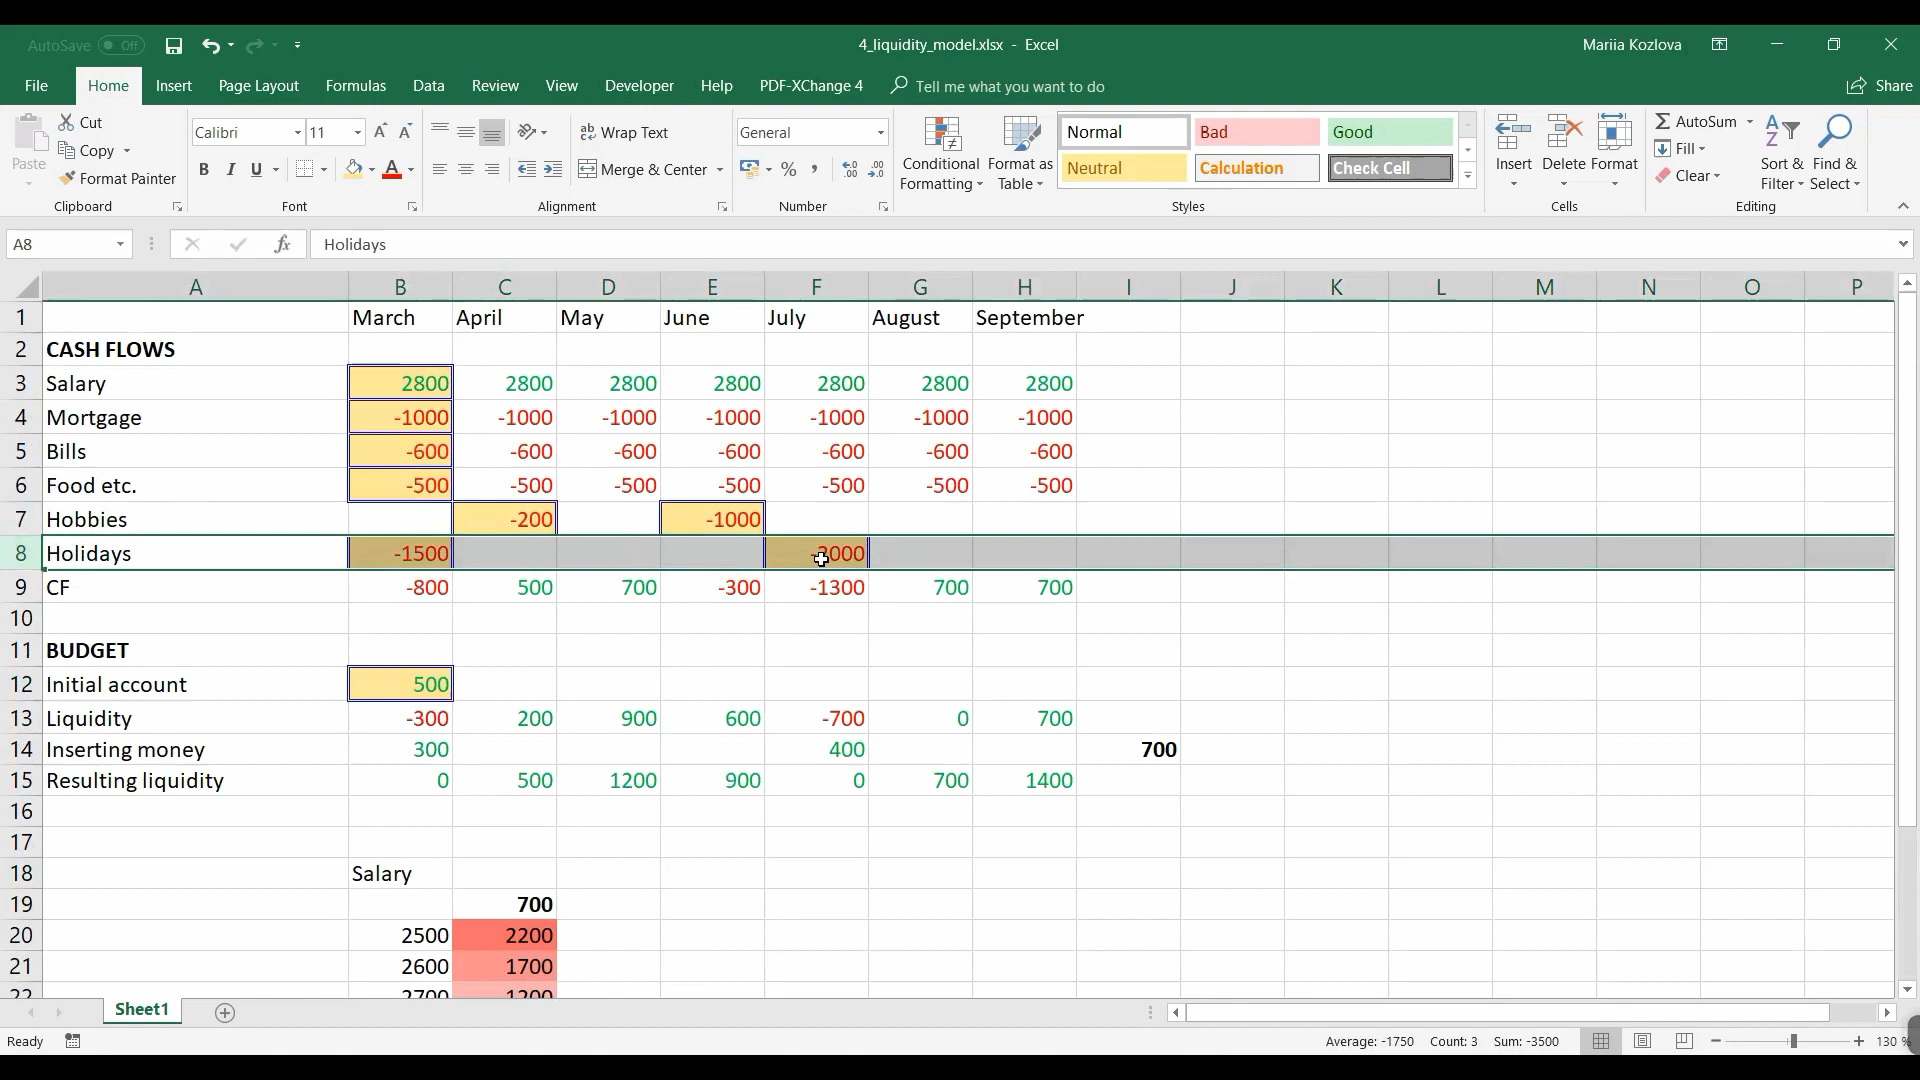 AutoSave Off 4_liquidity_model.xlsx - Excel Mariia Kozlova
File Home Insert Page Layout Formulas Data Review View Developer Help PDF-XChange 4 Tell me what you want to do Share
Paste Cut Calibri 11 A A Wrap Text General Conditional Formatting Format as Table Normal Bad Good Insert Delete Format AutoSum Sort & Filter Find & Select
Copy Fill
Format Painter B I U A Merge & Center % , Neutral Calculation Check Cell Clear
Clipboard Font Alignment Number Styles Cells Editing
A8 fx Holidays
A B C D E F G H I J K L M N O P
1 March April May June July August September
2 CASH FLOWS
3 Salary 2800 2800 2800 2800 2800 2800 2800
4 Mortgage -1000 -1000 -1000 -1000 -1000 -1000 -1000
5 Bills -600 -600 -600 -600 -600 -600 -600
6 Food etc. -500 -500 -500 -500 -500 -500 -500
7 Hobbies -200 -1000
8 Holidays -1500 -2000
9 CF -800 500 700 -300 -1300 700 700
10
11 BUDGET
12 Initial account 500
13 Liquidity -300 200 900 600 -700 0 700
14 Inserting money 300 400 700
15 Resulting liquidity 0 500 1200 900 0 700 1400
16
17
18 Salary
19 700
20 2500 2200
21 2600 1700
22 2700 1200
Sheet1
Ready Average: -1750 Count: 3 Sum: -3500 130 %